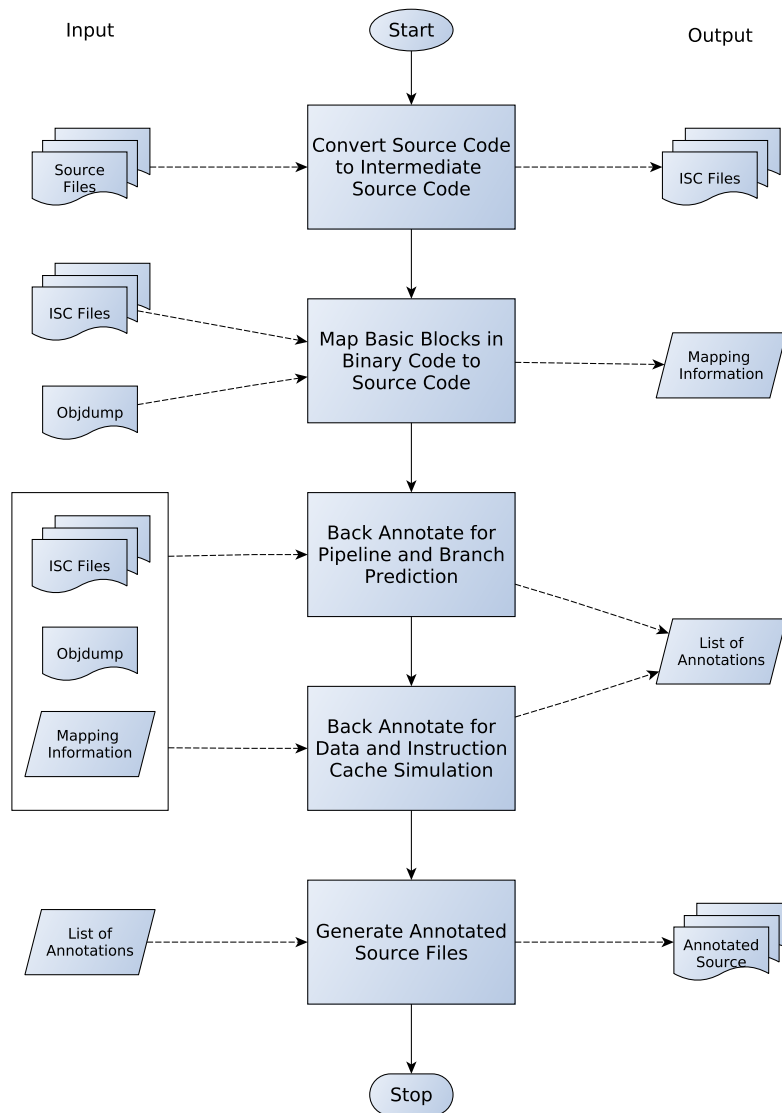 Input
Start
Output
Source
Files
Convert Source Code
to Intermediate
Source Code
ISC Files
ISC Files
Objdump
Map Basic Blocks in
Binary Code to
Source Code
Mapping
Information
ISC Files
Objdump
Mapping
Information
Back Annotate for
Pipeline and Branch
Prediction
Back Annotate for
Data and Instruction
Cache Simulation
List of
Annotations
List of
Annotations
Generate Annotated
Source Files
Annotated
Source
Stop